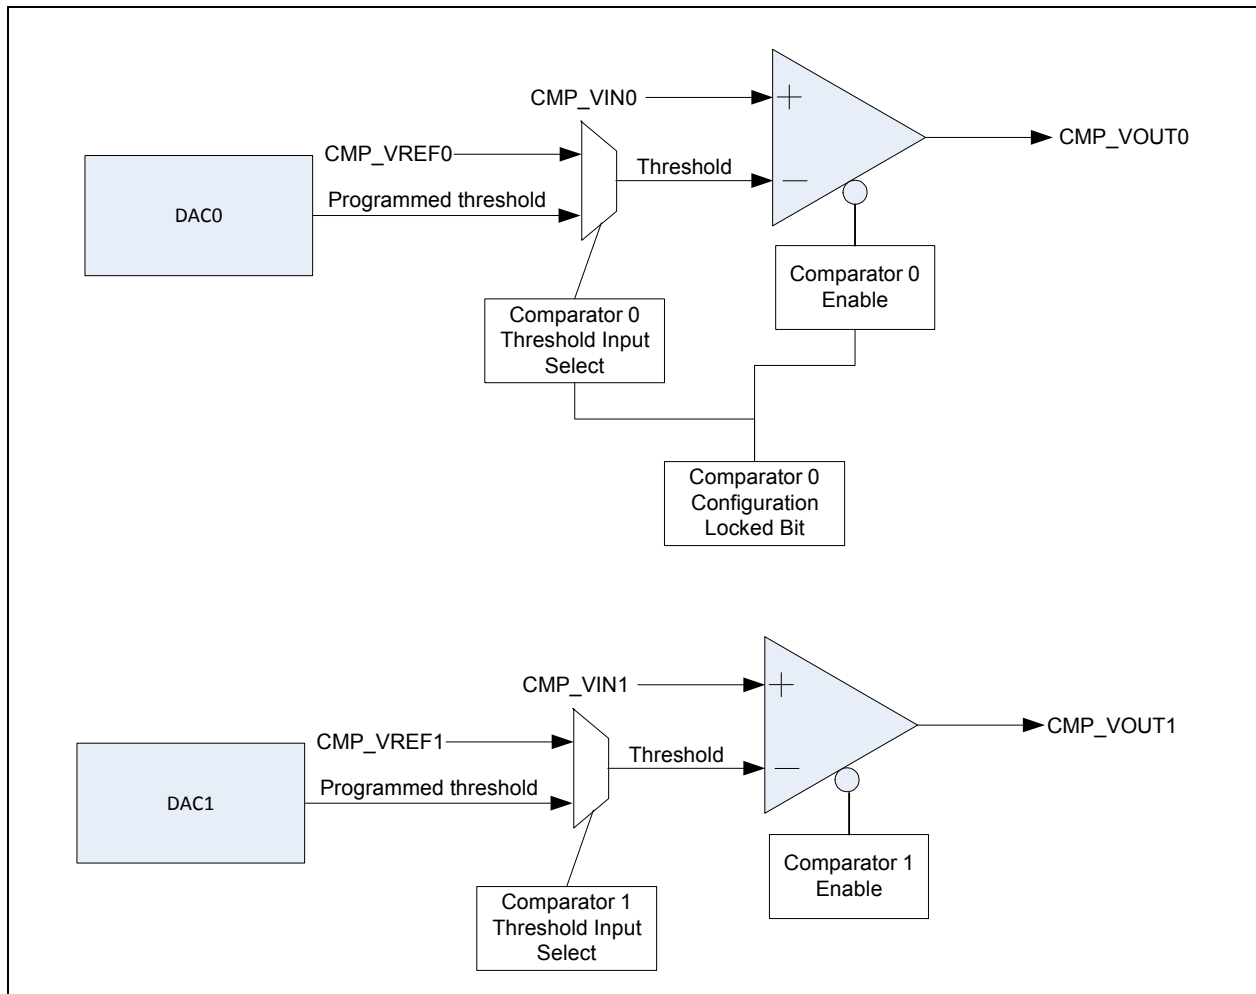 CMP_VIN0
+
CMP_VOUT0
CMP_VREF0
Threshold
—
Programmed threshold
DAC0
Comparator 0
Enable
Comparator 0
Threshold Input
Select
Comparator 0
Configuration
Locked Bit
CMP_VIN1
+
CMP_VOUT1
CMP_VREF1
Threshold
—
Programmed threshold
DAC1
Comparator 1
Enable
Comparator 1
Threshold Input
Select